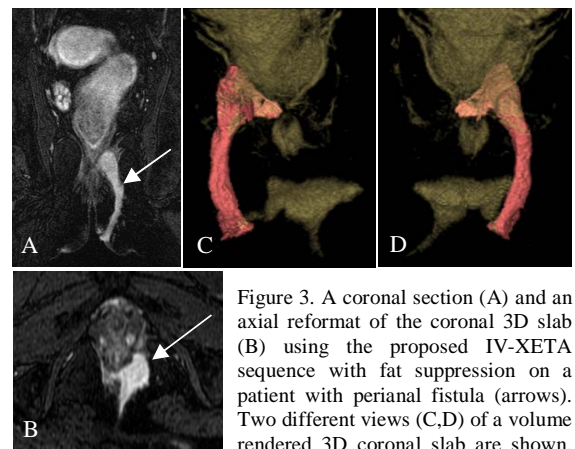 A
C
D
B
Figure 3. A coronal section (A) and an
axial reformat of the coronal 3D slab
(B) using the proposed IV-XETA
sequence with fat suppression on a
patient with perianal fistula (arrows).
Two different views (C,D) of a volume
rendered 3D coronal slab are shown.